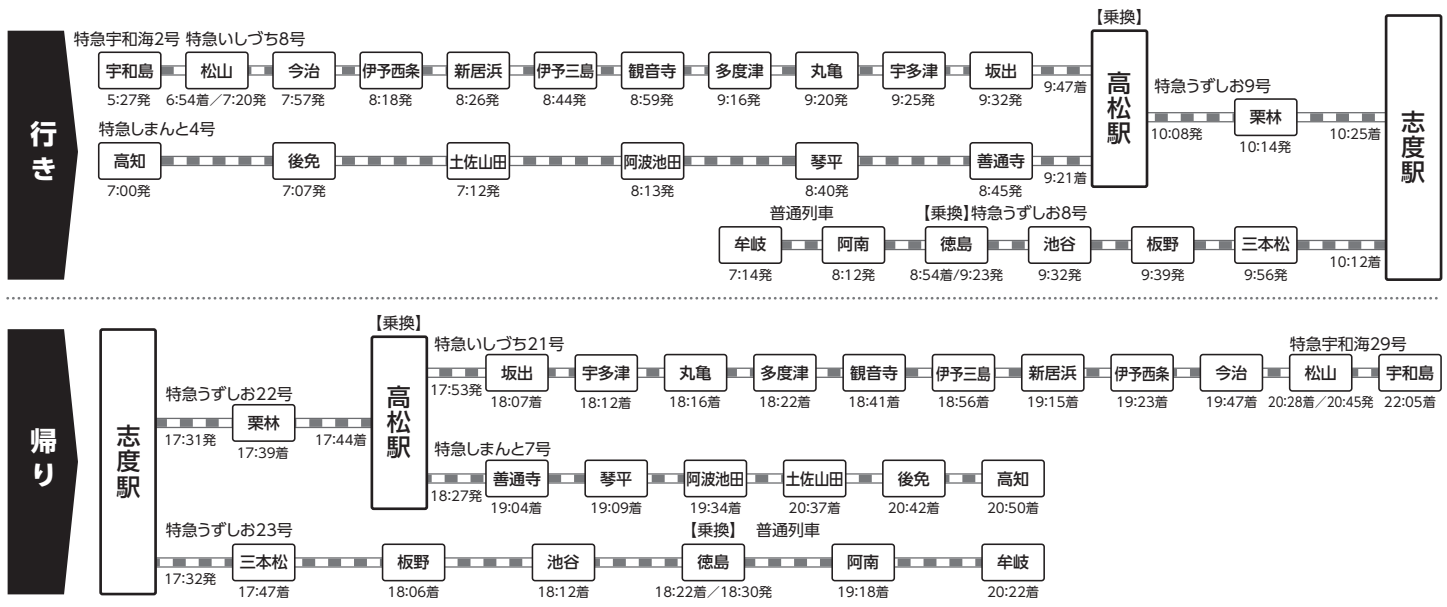 行き
【乗換】
特急宇和海2号 特急いしづち8号
宇和島 松山 今治 伊予西条 新居浜 伊予三島 観音寺 多度津 丸亀 宇多津 坂出
5:27発 6:54着／7:20発 7:57発 8:18発 8:26発 8:44発 8:59発 9:16発 9:20発 9:25発 9:32発 9:47着
高松駅
特急うずしお9号
栗林
10:08発 10:14発 10:25着
志度駅
特急しまんと4号
高知 後免 土佐山田 阿波池田 琴平 善通寺
7:00発 7:07発 7:12発 8:13発 8:40発 8:45発 9:21着
普通列車 【乗換】特急うずしお8号
牟岐 阿南 徳島 池谷 板野 三本松
7:14発 8:12発 8:54着/9:23発 9:32発 9:39発 9:56発 10:12着
帰り
志度駅
特急うずしお22号
栗林
17:31発 17:39着 17:44着
【乗換】
高松駅
特急いしづち21号 特急宇和海29号
坂出 宇多津 丸亀 多度津 観音寺 伊予三島 新居浜 伊予西条 今治 松山 宇和島
17:53発 18:07着 18:12着 18:16着 18:22着 18:41着 18:56着 19:15着 19:23着 19:47着 20:28着／20:45発 22:05着
特急しまんと7号
善通寺 琴平 阿波池田 土佐山田 後免 高知
18:27発 19:04着 19:09着 19:34着 20:37着 20:42着 20:50着
特急うずしお23号 【乗換】 普通列車
三本松 板野 池谷 徳島 阿南 牟岐
17:32発 17:47着 18:06着 18:12着 18:22着／18:30発 19:18着 20:22着